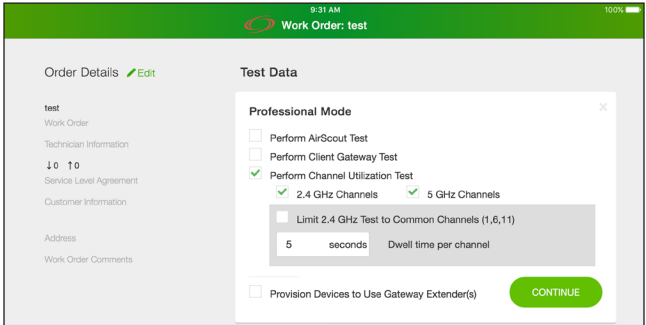 9:31 AM
100%
Work Order: test
Order Details Edit
test
Work Order
Technician Information
↓0 ↑0
Service Level Agreement
Customer Information
Address
Work Order Comments
Test Data
Professional Mode
Perform AirScout Test
Perform Client Gateway Test
Perform Channel Utilization Test
2.4 GHz Channels
5 GHz Channels
Limit 2.4 GHz Test to Common Channels (1,6,11)
5 seconds Dwell time per channel
Provision Devices to Use Gateway Extender(s)
CONTINUE